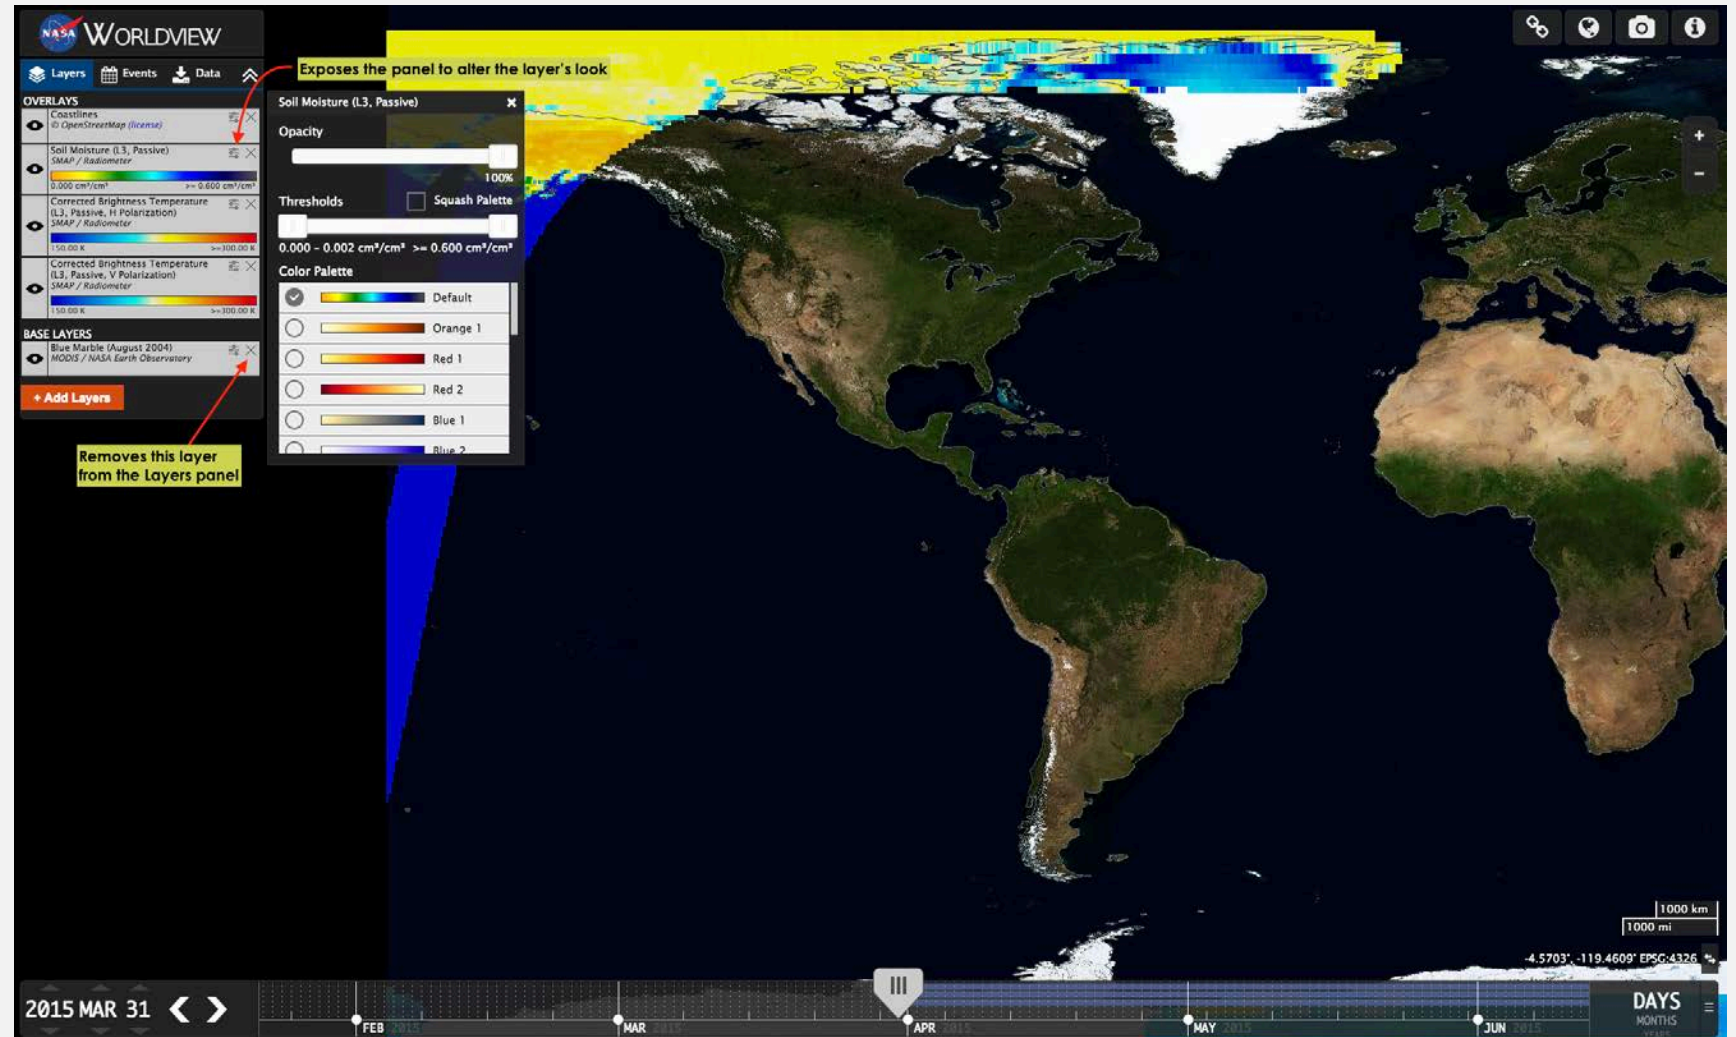 NASA WORLDVIEW
Layers Events Data
Exposes the panel to alter the layer's look
OVERLAYS
Coastlines
© OpenStreetMap (license)
Soil Moisture (L3, Passive)
SMAP / Radiometer
0.000 cm³/cm³ >= 0.600 cm³/cm³
Corrected Brightness Temperature
(L3, Passive, H Polarization)
SMAP / Radiometer
150.00 K >=300.00 K
Corrected Brightness Temperature
(L3, Passive, V Polarization)
SMAP / Radiometer
150.00 K >=300.00 K
BASE LAYERS
Blue Marble (August 2004)
MODIS / NASA Earth Observatory
+ Add Layers
Removes this layer
from the Layers panel
Soil Moisture (L3, Passive)
Opacity
100%
Thresholds Squash Palette
0.000 – 0.002 cm³/cm³ >= 0.600 cm³/cm³
Color Palette
Default
Orange 1
Red 1
Red 2
Blue 1
Blue 2
1000 km
1000 mi
-4.5703°, -119.4609° EPSG:4326
2015 MAR 31
FEB 2015
MAR 2015
APR 2015
MAY 2015
JUN 2015
DAYS
MONTHS
YEARS